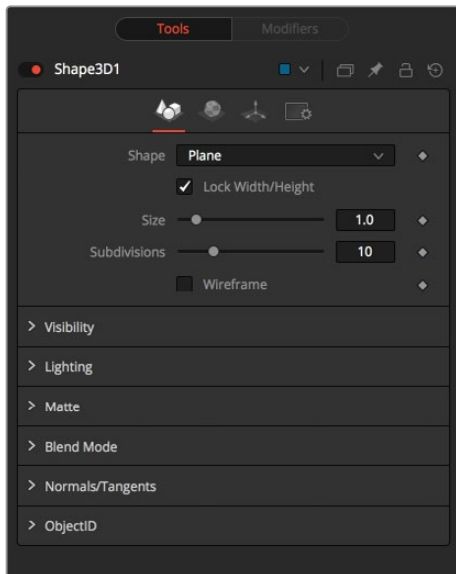 Tools Modifiers
Shape3D1
Shape Plane
Lock Width/Height
Size 1.0
Subdivisions 10
Wireframe
Visibility
Lighting
Matte
Blend Mode
Normals/Tangents
ObjectID